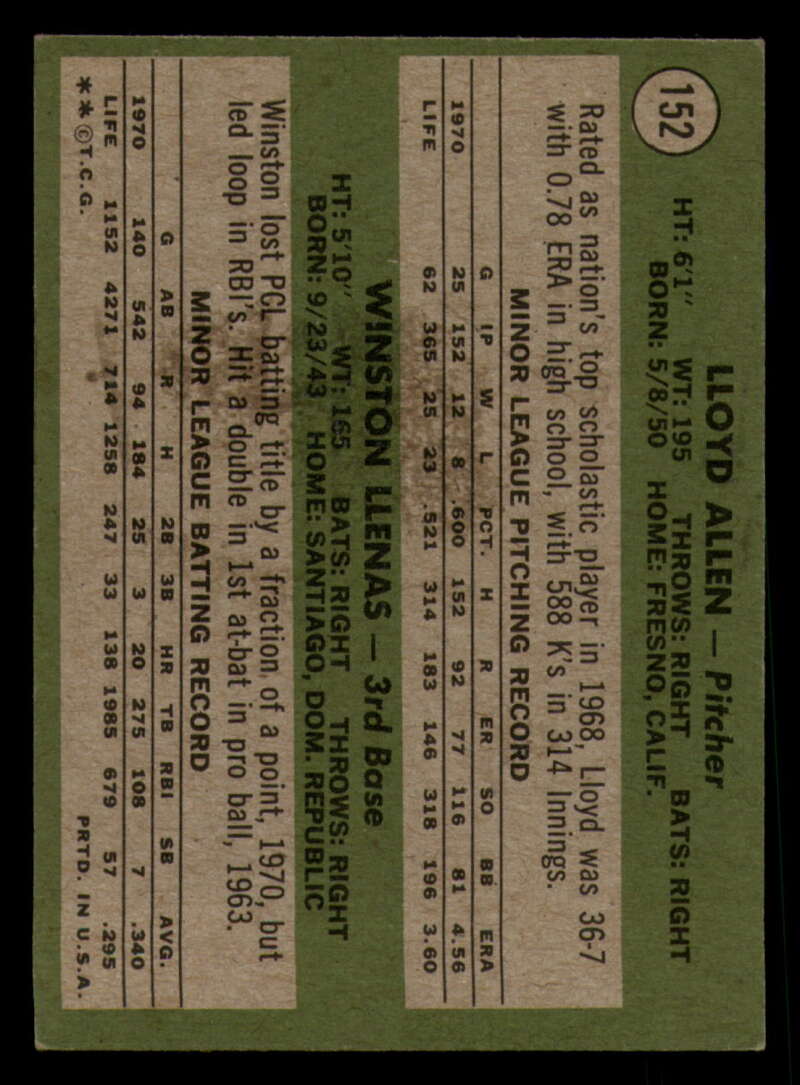 152
LLOYD ALLEN — Pitcher
HT: 6'1" WT: 195 THROWS: RIGHT BATS: RIGHT
BORN: 5/8/50 HOME: FRESNO, CALIF.
Rated as nation's top scholastic player in 1968, Lloyd was 36-7
with 0.78 ERA in high school, with 588 K's in 314 Innings.
MINOR LEAGUE PITCHING RECORD
G IP W L PCT. H R ER SO BB ERA
1970 25 152 12 8 .600 152 92 77 116 81 4.56
LIFE 62 365 25 23 .521 314 183 146 318 196 3.60
WINSTON LLENAS — 3rd Base
HT: 5'10" WT: 165 BATS: RIGHT THROWS: RIGHT
BORN: 9/23/43 HOME: SANTIAGO, DOM. REPUBLIC
Winston lost PCL batting title by a fraction of a point, 1970, but
led loop in RBI's. Hit a double in 1st at-bat in pro ball, 1963.
MINOR LEAGUE BATTING RECORD
G AB R H 2B 3B HR TB RBI SB AVG.
1970 140 542 94 184 25 3 20 275 108 7 .340
LIFE 1152 4271 714 1258 247 33 138 1985 679 57 .295
**©T.C.G. PRTD. IN U.S.A.